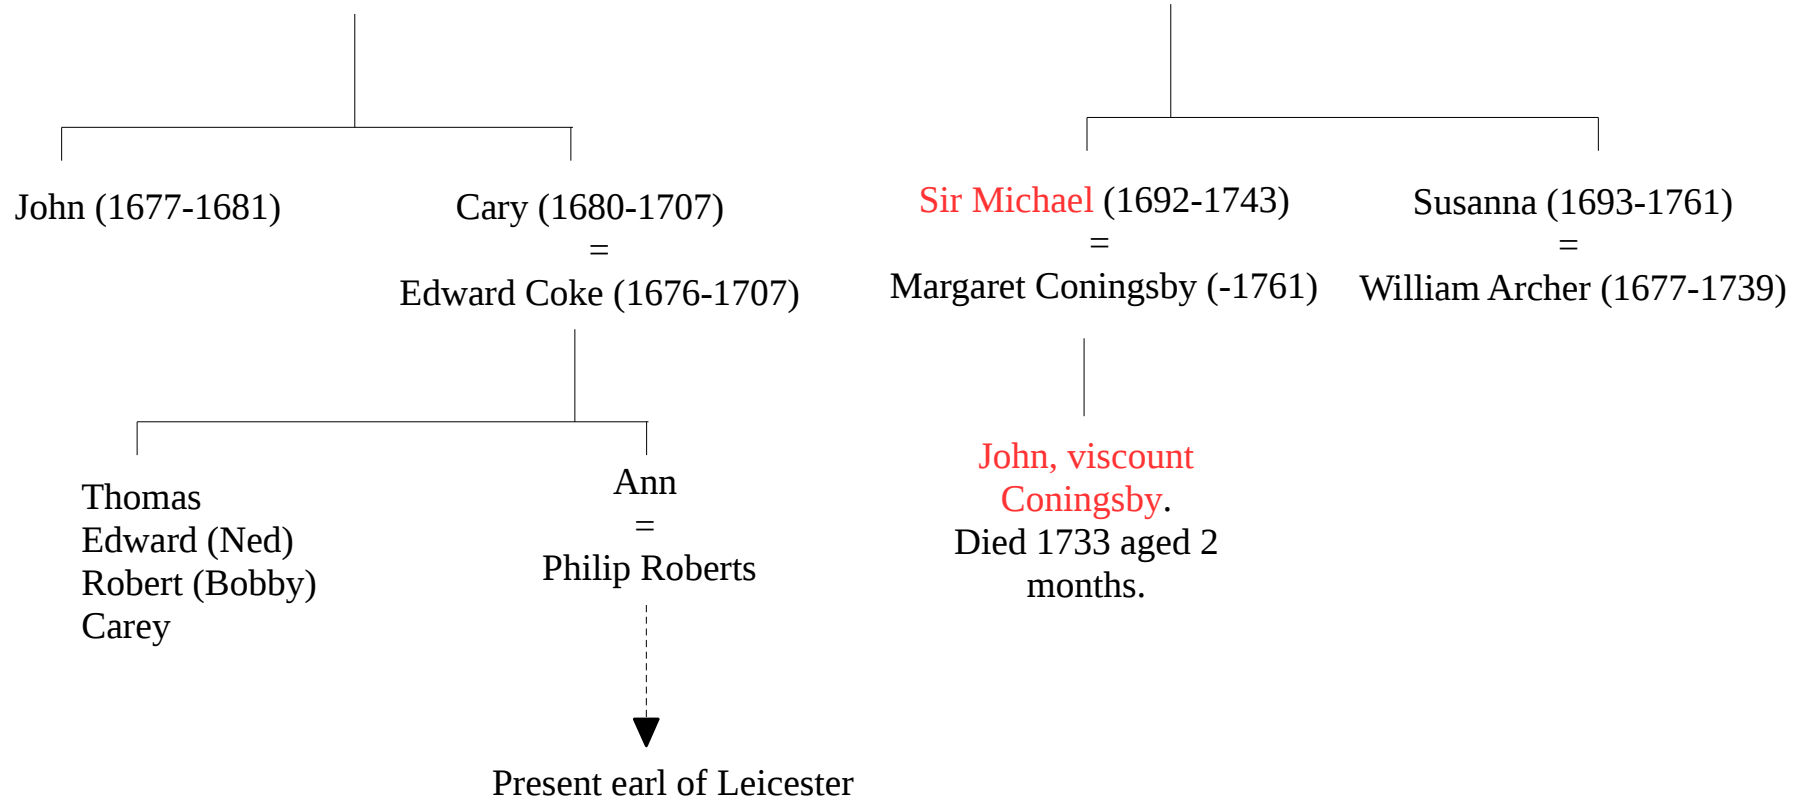 John (1677-1681)
Cary (1680-1707)
=
Edward Coke (1676-1707)
Sir Michael (1692-1743)
=
Margaret Coningsby (-1761)
Susanna (1693-1761)
=
William Archer (1677-1739)
Thomas
Edward (Ned)
Robert (Bobby)
Carey
Ann
=
Philip Roberts
John, viscount
Coningsby.
Died 1733 aged 2
months.
Present earl of Leicester